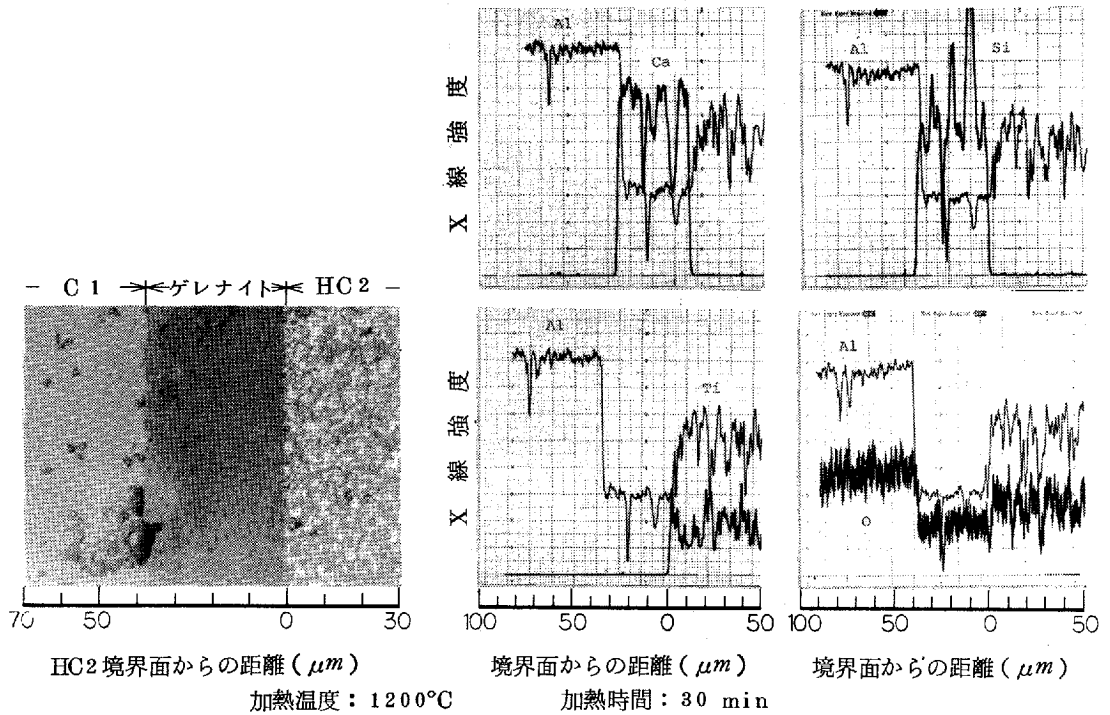 Al
Ca
X 線 強 度
Al
Si
－ C 1 →|←ゲレナイト→|← HC2 －
Al
Ti
X 線 強 度
Al
O
70 50 0 30
100 50 0 50
100 50 0 50
HC2境界面からの距離 ( μm )
境界面からの距離 ( μm )
境界面からの距離 ( μm )
加熱温度 : 1200°C
加熱時間 : 30 min